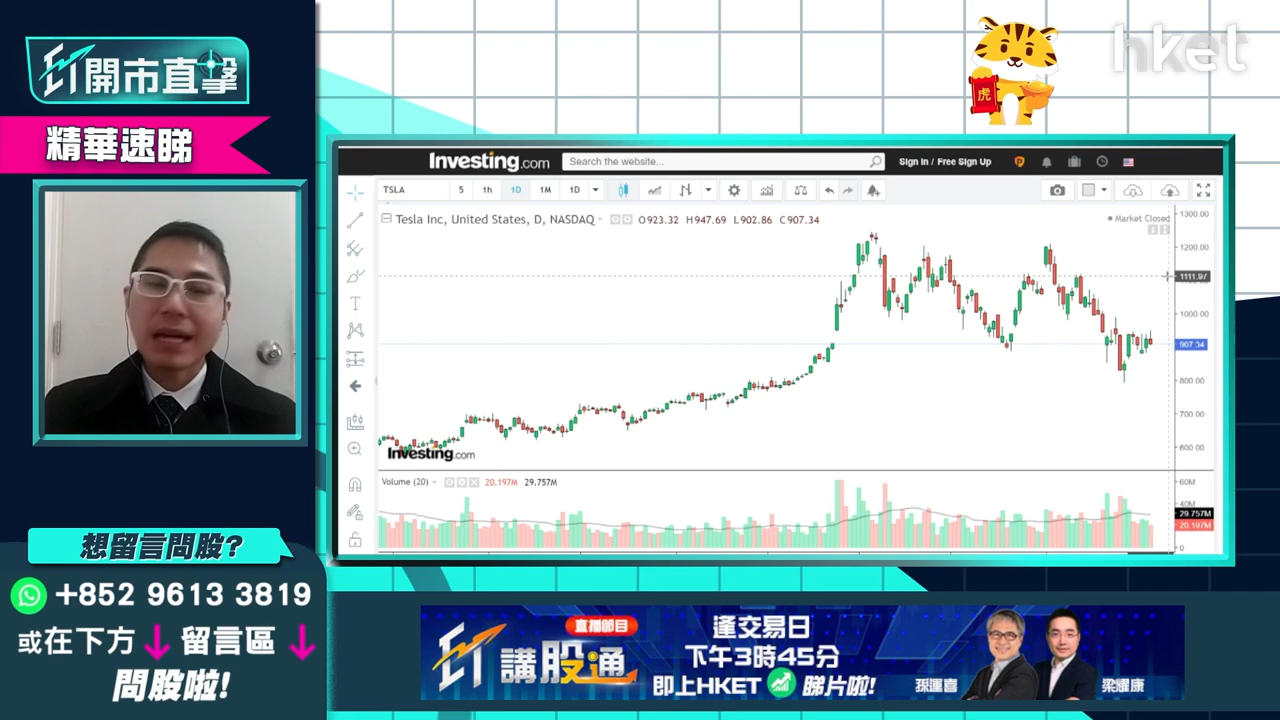 ET開市直擊
精華速睇
虎
hket
Investing.com
Search the website...
Sign In / Free Sign Up
TSLA
5
1h
1D
1M
1D
Tesla Inc, United States, D, NASDAQ
O923.32 H947.69 L902.86 C907.34
Market Closed
1300.00
1200.00
1111.97
1000.00
907.34
800.00
700.00
600.00
Investing.com
Volume (20)
20.197M
29.757M
60M
40M
29.757M
20.197M
0
想留言問股?
+852 9613 3819
或在下方
留言區
問股啦!
直播節目
ET講股通
逢交易日
下午3時45分
即上HKET
睇片啦!
孫運喜
梁耀康